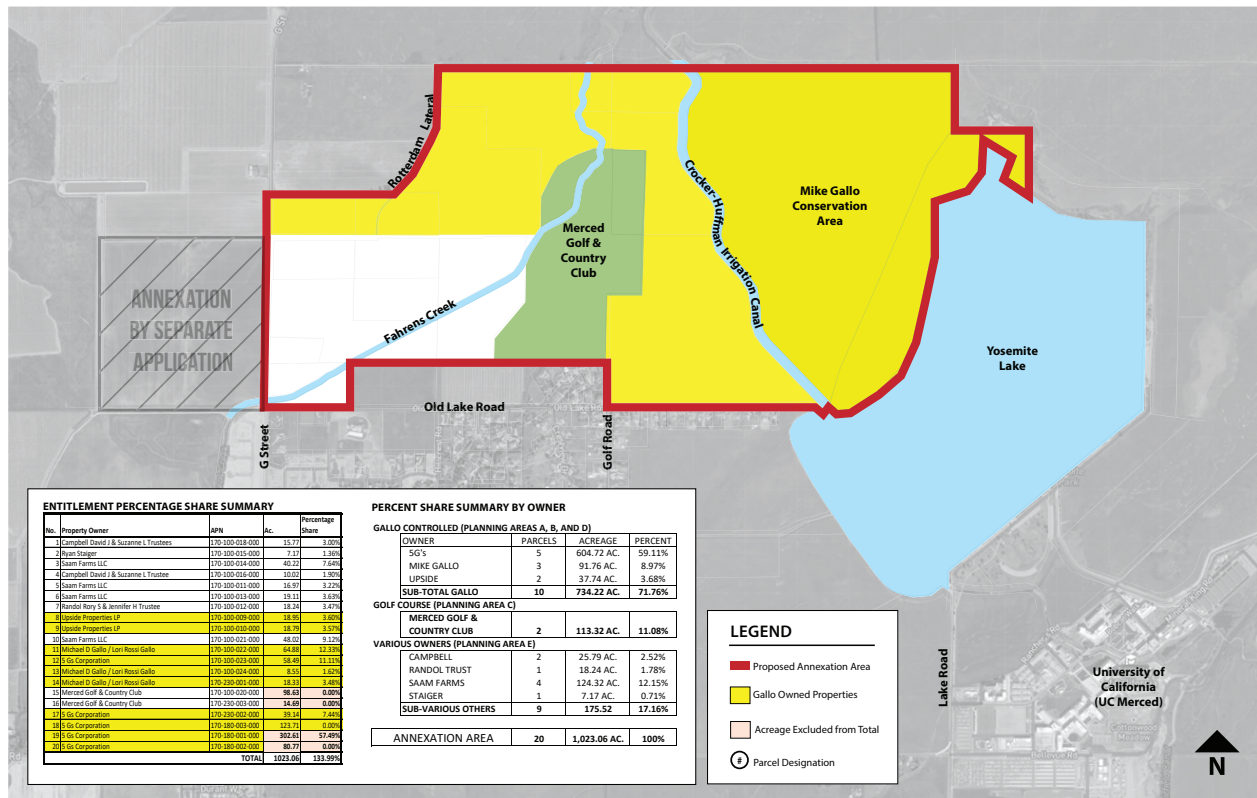 G St
Rotterdam Lateral
Crocker-Huffman Irrigation Canal
Mike Gallo
Conservation
Area
Merced
Golf &
Country
Club
ANNEXATION
BY SEPARATE
APPLICATION
Fahrens Creek
Yosemite
Lake
Old Lake Road
G Street
Golf Road
Lake Road
University of
California
(UC Merced)
Bellevue Rd
N
ENTITLEMENT PERCENTAGE SHARE SUMMARY
No. Property Owner APN Ac. Percentage Share
1 Campbell David J & Suzanne L Trustees 170-100-018-000 15.77 3.00%
2 Ryan Staiger 170-100-015-000 7.17 1.36%
3 Saam Farms LLC 170-100-014-000 40.22 7.64%
4 Campbell David J & Suzanne L Trustee 170-100-016-000 10.02 1.90%
5 Saam Farms LLC 170-100-011-000 16.97 3.22%
6 Saam Farms LLC 170-100-013-000 19.11 3.63%
7 Randol Rory S & Jennifer H Trustee 170-100-012-000 18.24 3.47%
8 Upside Properties LP 170-100-009-000 18.95 3.60%
9 Upside Properties LP 170-100-010-000 18.79 3.57%
10 Saam Farms LLC 170-100-021-000 48.02 9.12%
11 Michael D Gallo / Lori Rossi Gallo 170-100-022-000 64.88 12.33%
12 5 Gs Corporation 170-100-023-000 58.49 11.11%
13 Michael D Gallo / Lori Rossi Gallo 170-100-024-000 8.55 1.62%
14 Michael D Gallo / Lori Rossi Gallo 170-230-001-000 18.33 3.48%
15 Merced Golf & Country Club 170-100-020-000 98.63 0.00%
16 Merced Golf & Country Club 170-230-003-000 14.69 0.00%
17 5 Gs Corporation 170-230-002-000 39.14 7.44%
18 5 Gs Corporation 170-180-003-000 123.71 0.00%
19 5 Gs Corporation 170-180-001-000 302.61 57.49%
20 5 Gs Corporation 170-180-002-000 80.77 0.00%
TOTAL 1023.06 133.99%
PERCENT SHARE SUMMARY BY OWNER
GALLO CONTROLLED (PLANNING AREAS A, B, AND D)
OWNER PARCELS ACREAGE PERCENT
5G's 5 604.72 AC. 59.11%
MIKE GALLO 3 91.76 AC. 8.97%
UPSIDE 2 37.74 AC. 3.68%
SUB-TOTAL GALLO 10 734.22 AC. 71.76%
GOLF COURSE (PLANNING AREA C)
MERCED GOLF &
COUNTRY CLUB 2 113.32 AC. 11.08%
VARIOUS OWNERS (PLANNING AREA E)
CAMPBELL 2 25.79 AC. 2.52%
RANDOL TRUST 1 18.24 AC. 1.78%
SAAM FARMS 4 124.32 AC. 12.15%
STAIGER 1 7.17 AC. 0.71%
SUB-VARIOUS OTHERS 9 175.52 17.16%
ANNEXATION AREA 20 1,023.06 AC. 100%
LEGEND
Proposed Annexation Area
Gallo Owned Properties
Acreage Excluded from Total
# Parcel Designation